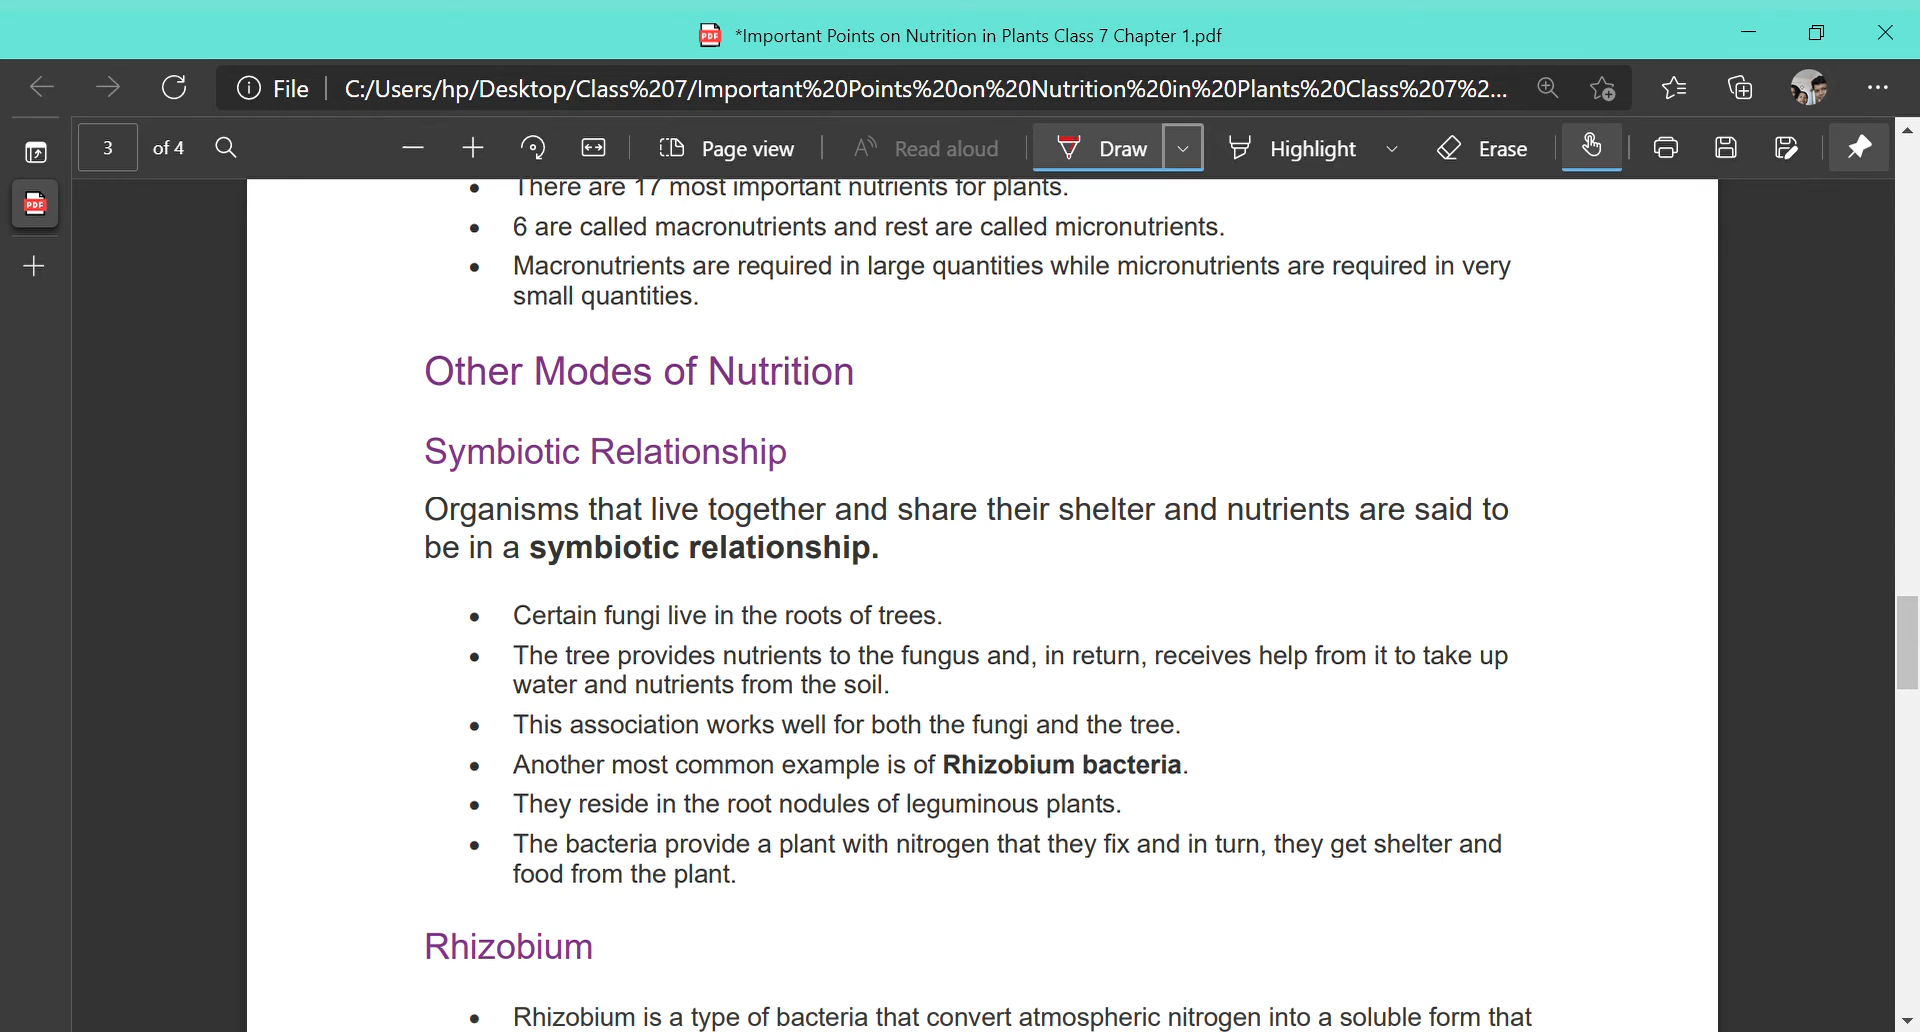 *Important Points on Nutrition in Plants Class 7 Chapter 1.pdf
File
C:/Users/hp/Desktop/Class%207/Important%20Points%20on%20Nutrition%20in%20Plants%20Class%207%2...
3 of 4
Page view
Read aloud
Draw
Highlight
Erase
PDF
There are 17 most important nutrients for plants.
6 are called macronutrients and rest are called micronutrients.
Macronutrients are required in large quantities while micronutrients are required in very
small quantities.
Other Modes of Nutrition
Symbiotic Relationship
Organisms that live together and share their shelter and nutrients are said to
be in a symbiotic relationship.
Certain fungi live in the roots of trees.
The tree provides nutrients to the fungus and, in return, receives help from it to take up
water and nutrients from the soil.
This association works well for both the fungi and the tree.
Another most common example is of Rhizobium bacteria.
They reside in the root nodules of leguminous plants.
The bacteria provide a plant with nitrogen that they fix and in turn, they get shelter and
food from the plant.
Rhizobium
Rhizobium is a type of bacteria that convert atmospheric nitrogen into a soluble form that